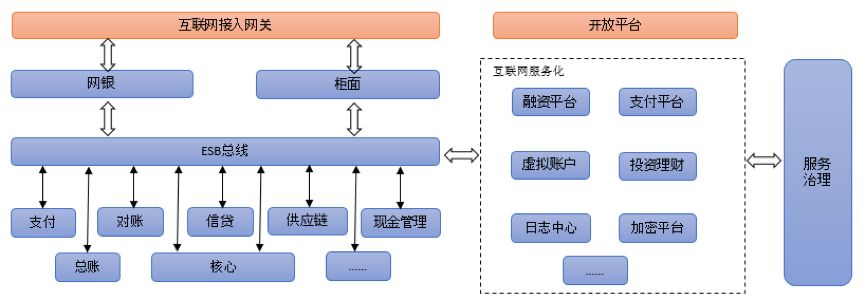 互联网接入网关
开放平台
网银
柜面
ESB总线
支付
对账
信贷
供应链
现金管理
总账
核心
......
互联网服务化
融资平台
支付平台
虚拟账户
投资理财
日志中心
加密平台
......
服务
治理